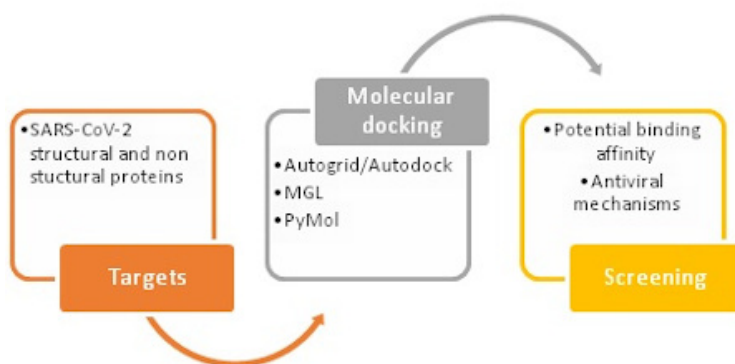 •SARS-CoV-2
structural and non
stuctural proteins
Targets
Molecular
docking
•Autogrid/Autodock
•MGL
•PyMol
•Potential binding
affinity
•Antiviral
mechanisms
Screening